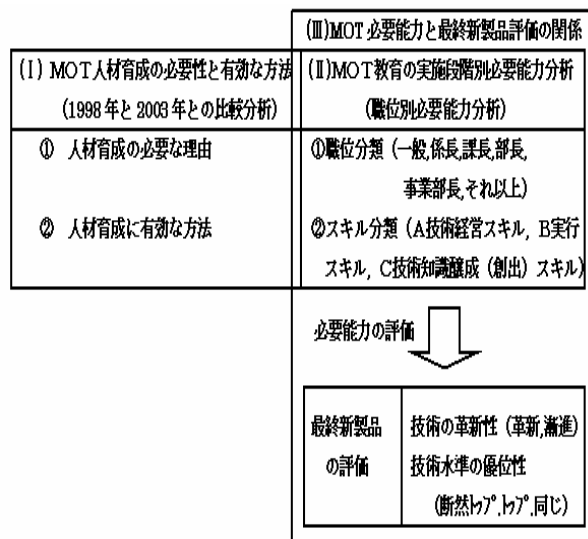 (Ⅲ)MOT必要能力と最終新製品評価の関係
(Ⅰ) MOT人材育成の必要性と有効な方法
(1998年と2003年との比較分析)
(Ⅱ)MOT教育の実施段階別必要能力分析
(職位別必要能力分析)
① 人材育成の必要な理由
② 人材育成に有効な方法
①職位分類 (一般,係長,課長,部長,
事業部長,それ以上)
②スキル分類 (A技術経営スキル, B実行
スキル, C技術知識醸成 (創出) スキル)
必要能力の評価
最終新製品
の評価
技術の革新性 (革新,漸進)
技術水準の優位性
(断然ﾄｯﾌﾟ,ﾄｯﾌﾟ,同じ)